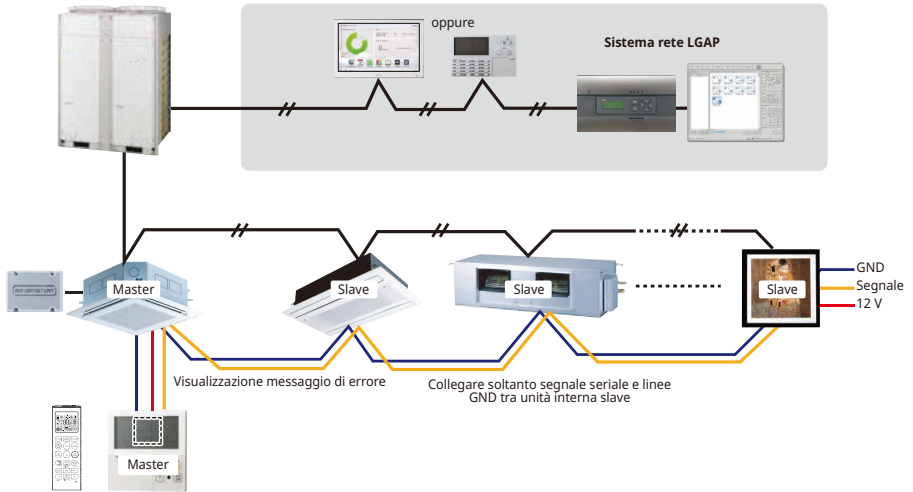 oppure
Sistema rete LGAP
Master
Slave
Slave
Slave
GND
Segnale
12 V
Visualizzazione messaggio di errore
Collegare soltanto segnale seriale e linee
GND tra unità interna slave
Master